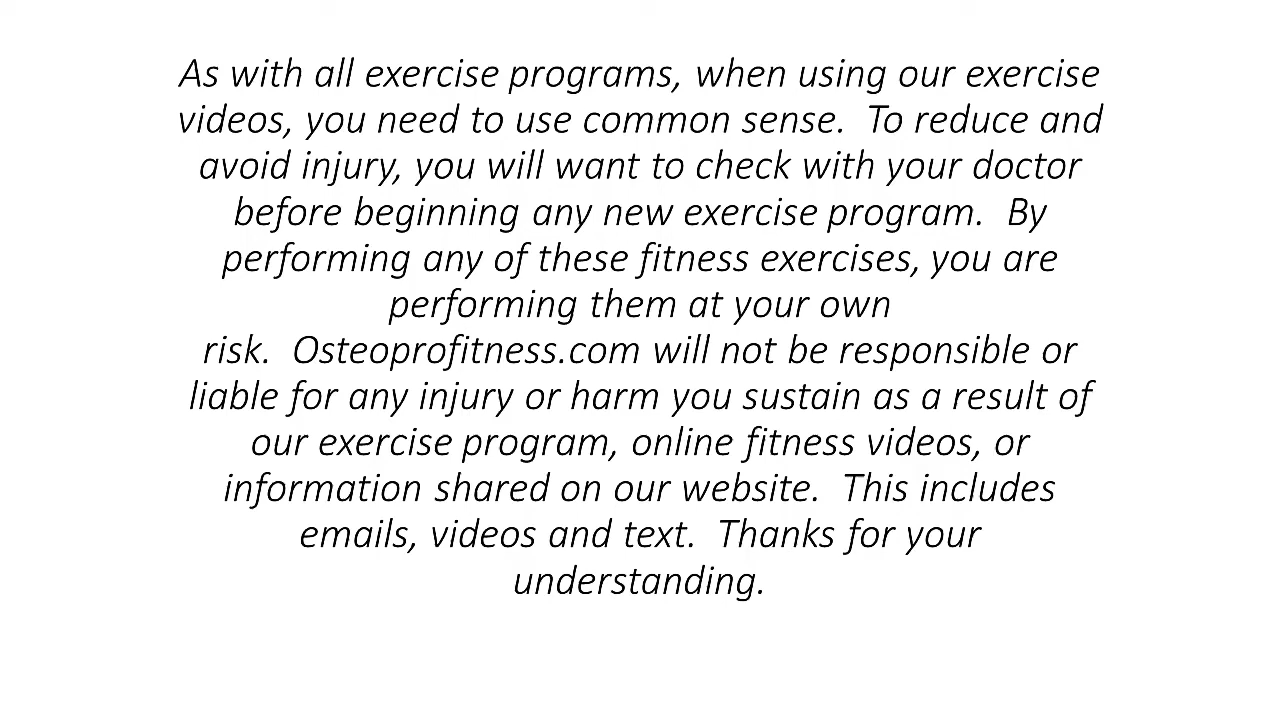 As with all exercise programs, when using our exercise
videos, you need to use common sense.  To reduce and
avoid injury, you will want to check with your doctor
before beginning any new exercise program.  By
performing any of these fitness exercises, you are
performing them at your own
risk.  Osteoprofitness.com will not be responsible or
liable for any injury or harm you sustain as a result of
our exercise program, online fitness videos, or
information shared on our website.  This includes
emails, videos and text.  Thanks for your
understanding.